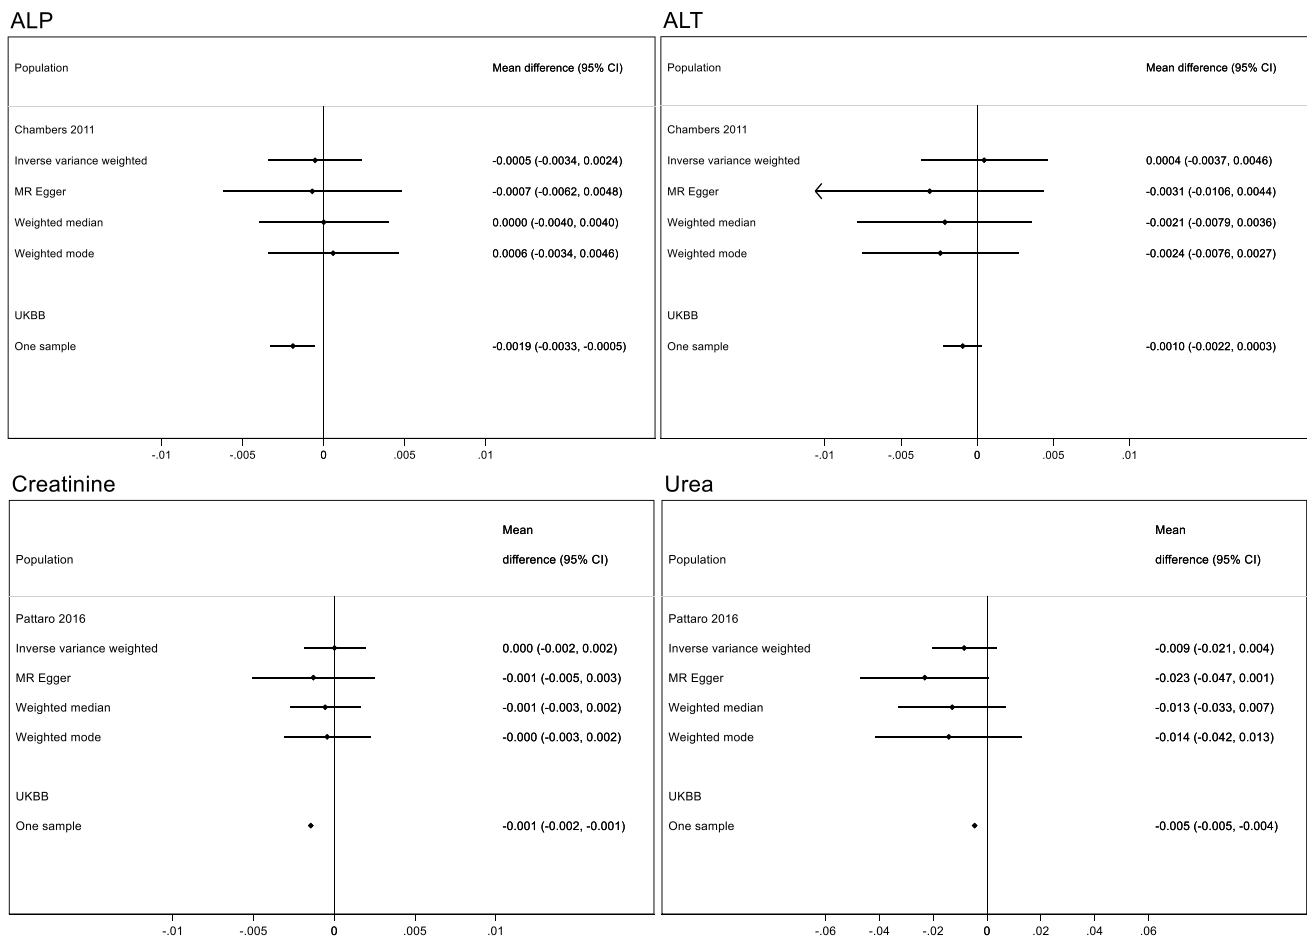 ALP
Population Mean difference (95% CI)
Chambers 2011
Inverse variance weighted -0.0005 (-0.0034, 0.0024)
MR Egger -0.0007 (-0.0062, 0.0048)
Weighted median 0.0000 (-0.0040, 0.0040)
Weighted mode 0.0006 (-0.0034, 0.0046)
UKBB
One sample -0.0019 (-0.0033, -0.0005)
-.01 -.005 0 .005 .01
ALT
Population Mean difference (95% CI)
Chambers 2011
Inverse variance weighted 0.0004 (-0.0037, 0.0046)
MR Egger -0.0031 (-0.0106, 0.0044)
Weighted median -0.0021 (-0.0079, 0.0036)
Weighted mode -0.0024 (-0.0076, 0.0027)
UKBB
One sample -0.0010 (-0.0022, 0.0003)
-.01 -.005 0 .005 .01
Creatinine
Mean
Population difference (95% CI)
Pattaro 2016
Inverse variance weighted 0.000 (-0.002, 0.002)
MR Egger -0.001 (-0.005, 0.003)
Weighted median -0.001 (-0.003, 0.002)
Weighted mode -0.000 (-0.003, 0.002)
UKBB
One sample -0.001 (-0.002, -0.001)
-.01 -.005 0 .005 .01
Urea
Mean
Population difference (95% CI)
Pattaro 2016
Inverse variance weighted -0.009 (-0.021, 0.004)
MR Egger -0.023 (-0.047, 0.001)
Weighted median -0.013 (-0.033, 0.007)
Weighted mode -0.014 (-0.042, 0.013)
UKBB
One sample -0.005 (-0.005, -0.004)
-.06 -.04 -.02 0 .02 .04 .06